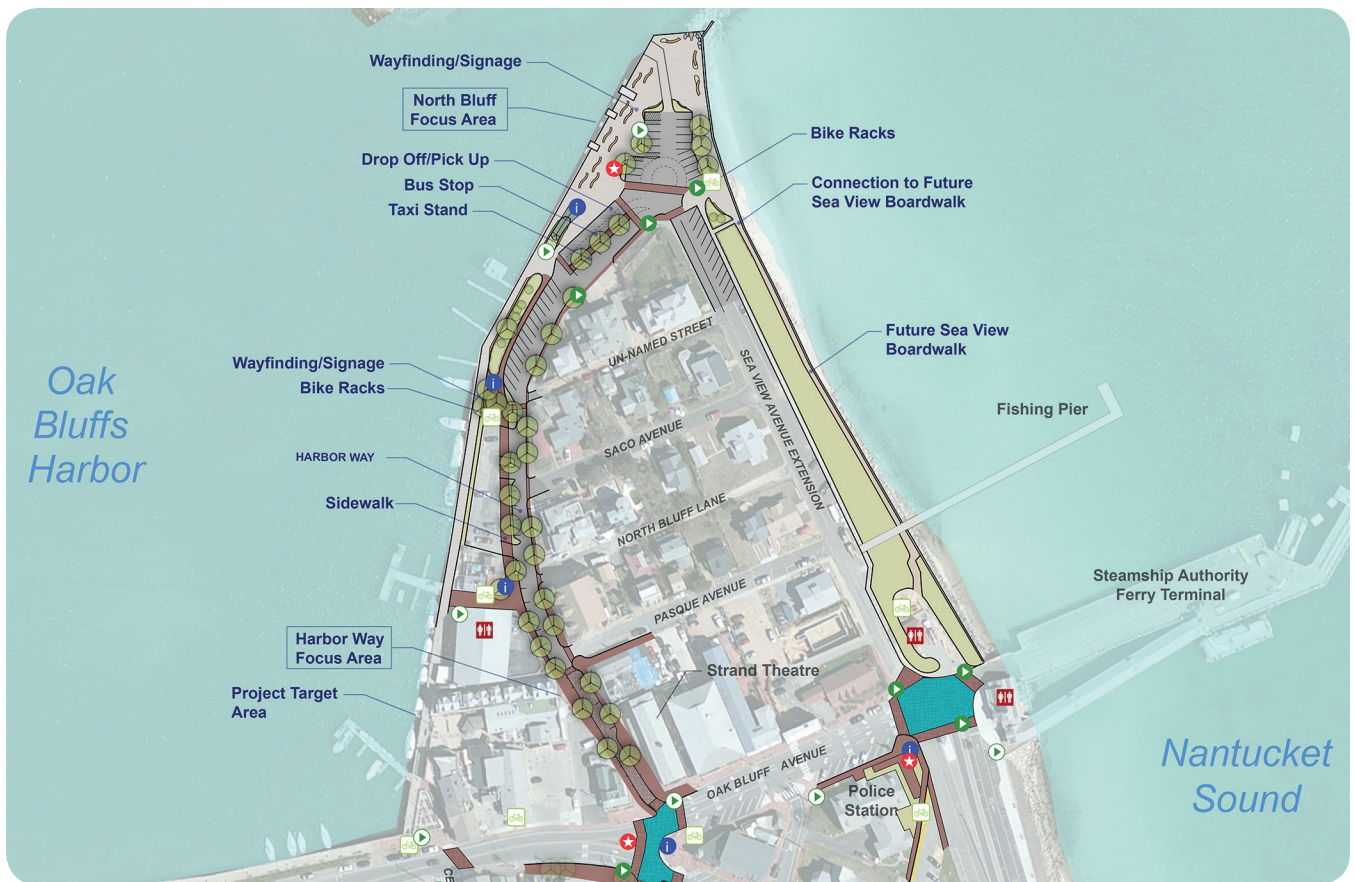 Wayfinding/Signage
North Bluff
Focus Area
Bike Racks
Drop Off/Pick Up
Bus Stop
Taxi Stand
Connection to Future
Sea View Boardwalk
i
UN-NAMED STREET
Future Sea View
Boardwalk
SEA VIEW AVENUE EXTENSION
Wayfinding/Signage
Bike Racks
i
Oak
Bluffs
Harbor
Fishing Pier
SACO AVENUE
HARBOR WAY
Sidewalk
NORTH BLUFF LANE
Steamship Authority
Ferry Terminal
i
PASQUE AVENUE
Harbor Way
Focus Area
Strand Theatre
Project Target
Area
Nantucket
Sound
i
OAK BLUFF AVENUE
Police
Station
i
CE